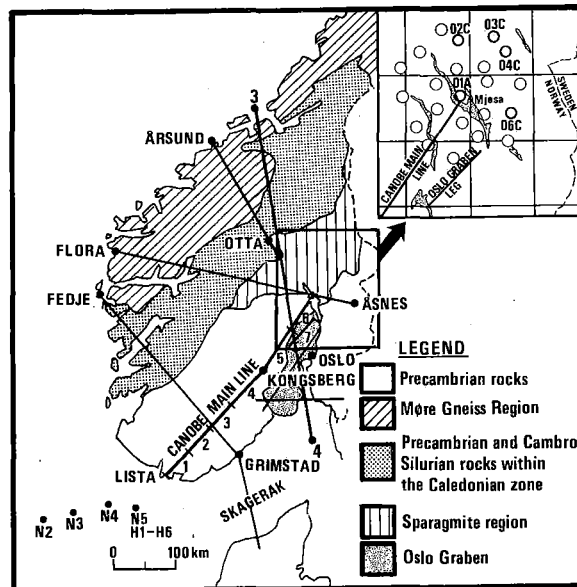 02C
03C
04C
01A
Mjøsa
06C
SWEDEN
NORWAY
CANOBE MAIN
LINE
OSLO GRABEN
LEG
3
ÅRSUND
OTTA
FLORA
FEDJE
ÅSNES
OSLO
5
KONGSBERG
CANOBE MAIN LINE
4
3
2
1
LISTA
GRIMSTAD
4
SKAGERAK
N2
N3
N4
N5
H1-H6
0
100 km
LEGEND
Precambrian rocks
Møre Gneiss Region
Precambrian and Cambro
Silurian rocks within
the Caledonian zone
Sparagmite region
Oslo Graben